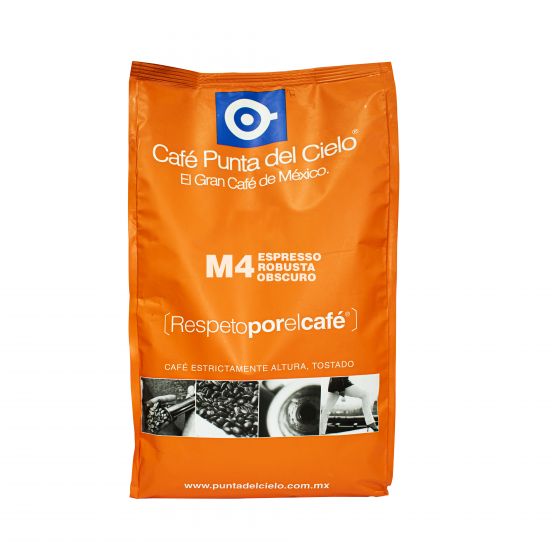 Café Punta del Cielo®
El Gran Café de México.
M4 ESPRESSO
ROBUSTA
OBSCURO
[Respetoporelcafé®]
CAFÉ ESTRICTAMENTE ALTURA, TOSTADO
www.puntadelcielo.com.mx